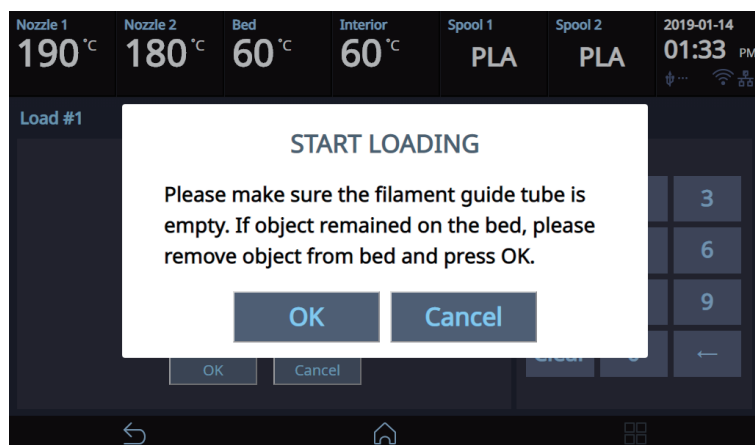 Nozzle 1 Nozzle 2 Bed Interior Spool 1 Spool 2 2019-01-14
190 °C 180 °C 60 °C 60 °C PLA PLA 01:33 PM
Load #1
START LOADING
Please make sure the filament guide tube is
empty. If object remained on the bed, please
remove object from bed and press OK.
3
6
OK Cancel 9
OK Cancel ←